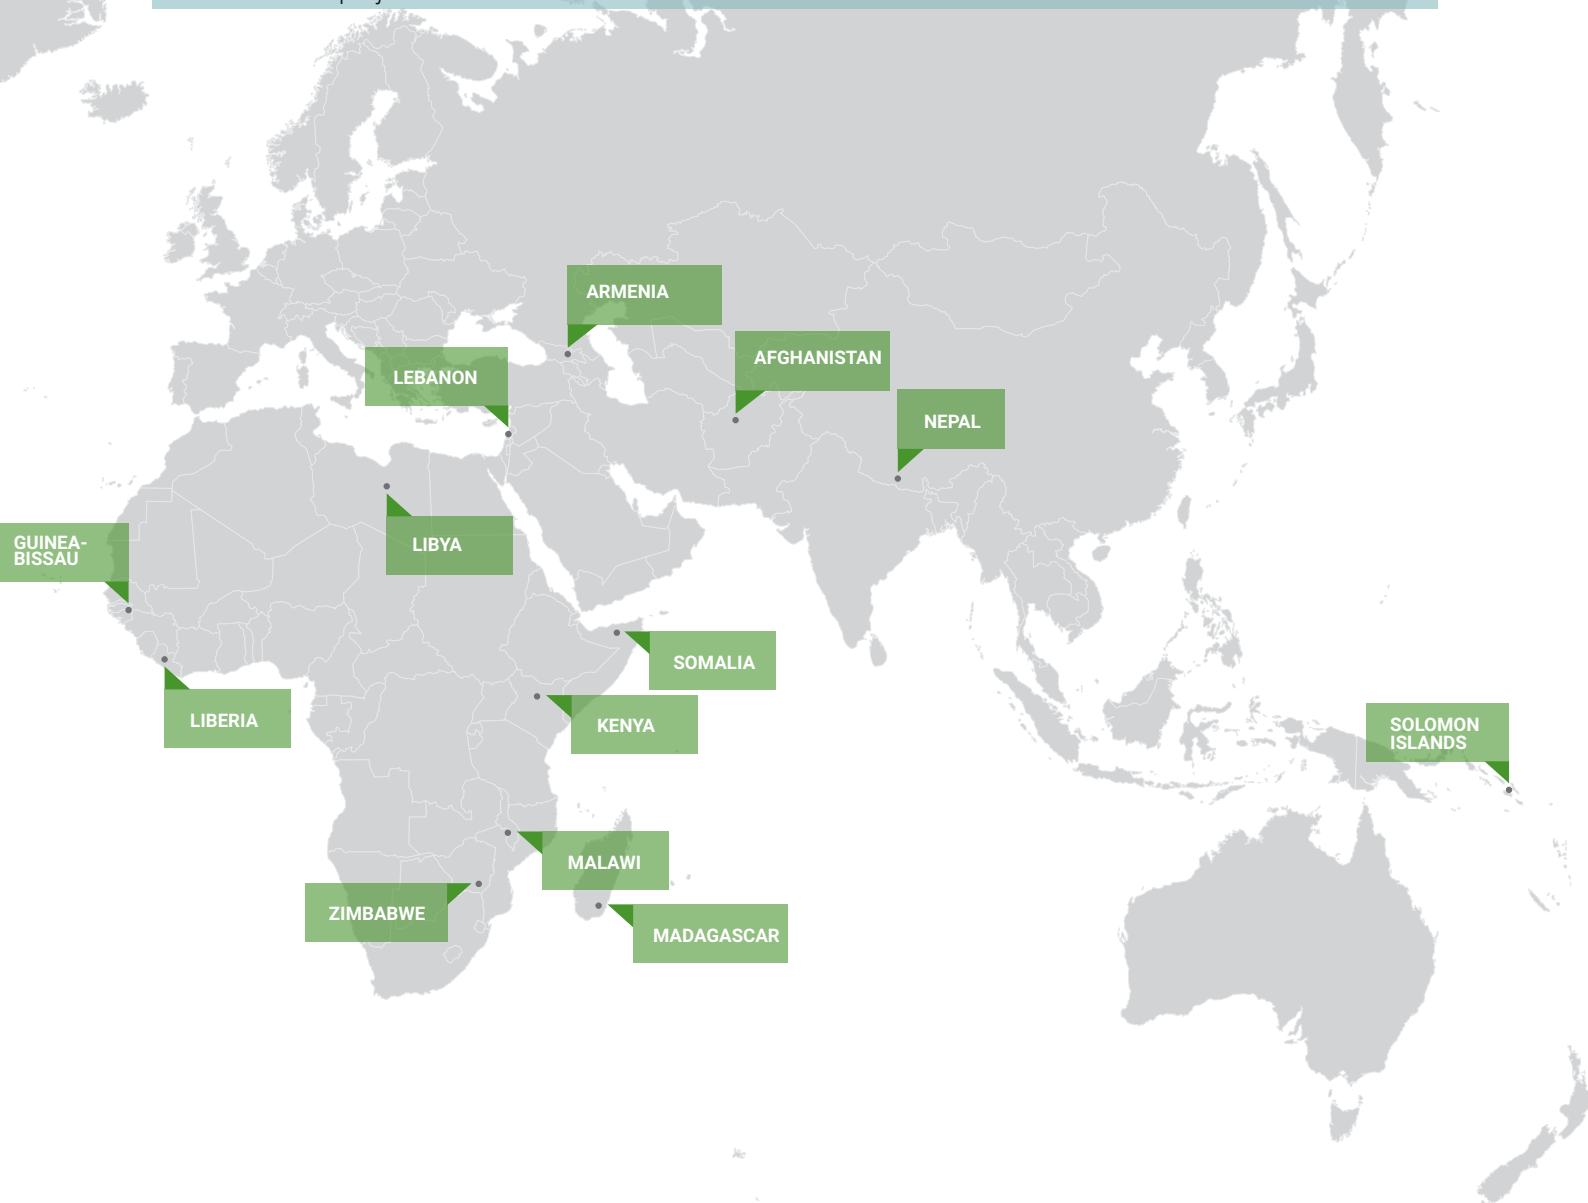 ARMENIA
AFGHANISTAN
LEBANON
NEPAL
GUINEA-
BISSAU
LIBYA
SOMALIA
LIBERIA
KENYA
SOLOMON
ISLANDS
MALAWI
ZIMBABWE
MADAGASCAR